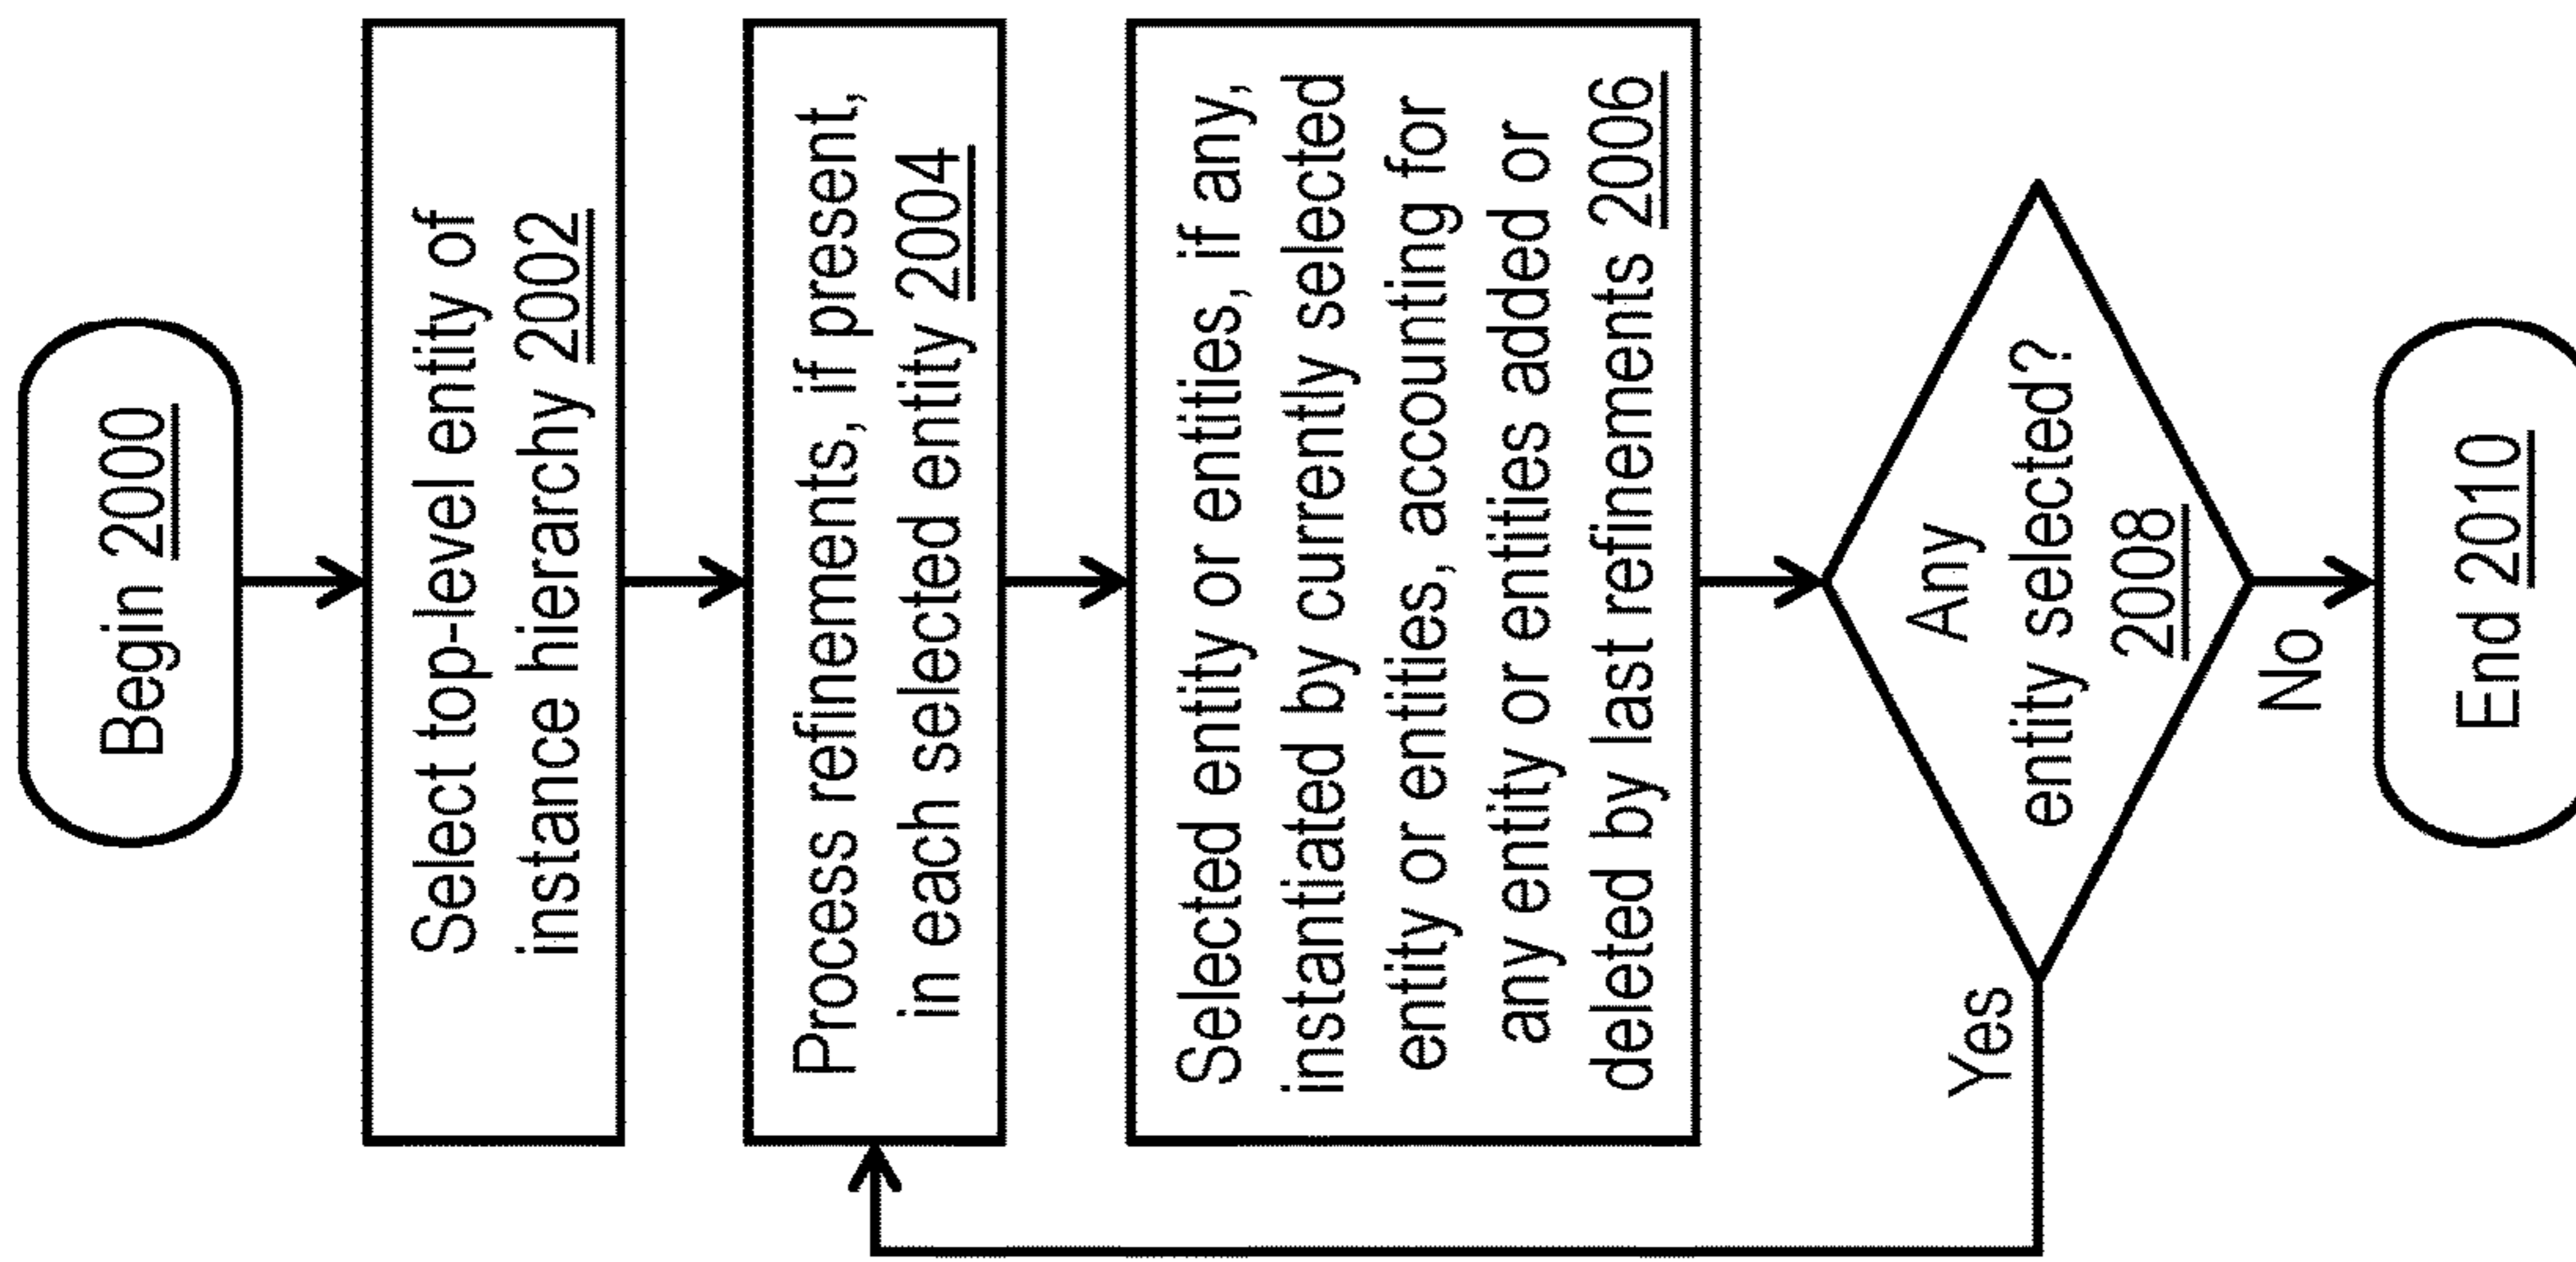 Begin 2000
Select top-level entity of
instance hierarchy 2002
Process refinements, if present,
in each selected entity 2004
Selected entity or entities, if any,
instantiated by currently selected
entity or entities, accounting for
any entity or entities added or
deleted by last refinements 2006
Any
entity selected?
2008
Yes
No
End 2010